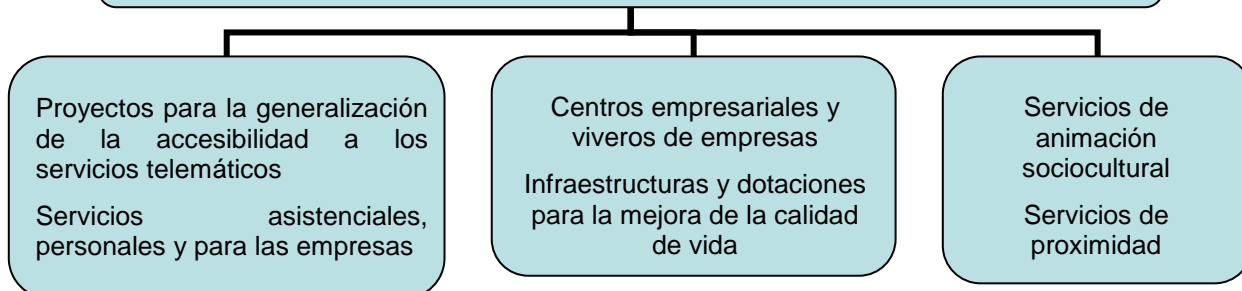 Proyectos para la generalización
de la accesibilidad a los
servicios telemáticos
Servicios asistenciales,
personales y para las empresas
Centros empresariales y
viveros de empresas
Infraestructuras y dotaciones
para la mejora de la calidad
de vida
Servicios de
animación
sociocultural
Servicios de
proximidad